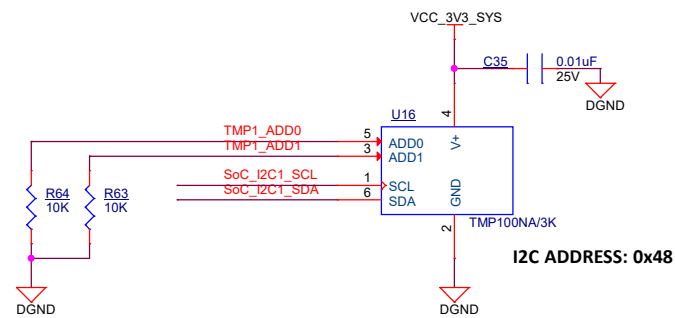 VCC_3V3_SYS
C35
0.01uF
25V
DGND
U16
4
V+
TMP1_ADD0
5
ADD0
TMP1_ADD1
3
ADD1
SoC_I2C1_SCL
1
SCL
SoC_I2C1_SDA
6
SDA
GND
2
TMP100NA/3K
R64
10K
R63
10K
I2C ADDRESS: 0x48
DGND
DGND